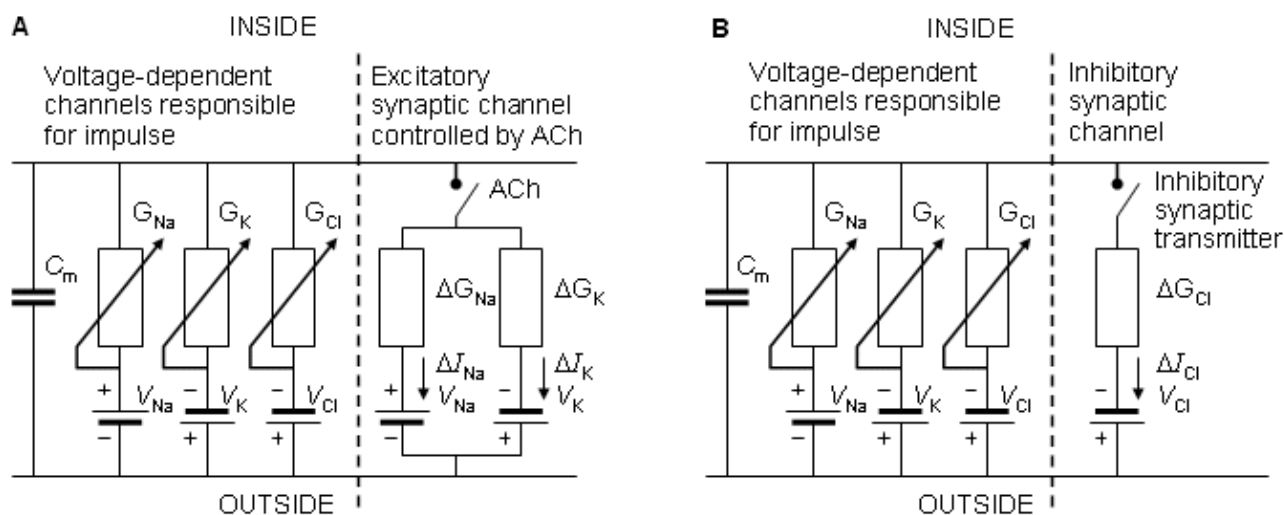 A
INSIDE
Voltage-dependent
channels responsible
for impulse
Excitatory
synaptic channel
controlled by ACh
ACh
G_Na
G_K
G_Cl
C_m
ΔG_Na
ΔG_K
ΔI_Na
ΔI_K
+
−
−
+
V_Na
V_K
V_Cl
V_Na
−
V_K
−
+
+
−
+
OUTSIDE
B
INSIDE
Voltage-dependent
channels responsible
for impulse
Inhibitory
synaptic
channel
Inhibitory
synaptic
transmitter
G_Na
G_K
G_Cl
C_m
ΔG_Cl
ΔI_Cl
+
−
−
V_Na
V_K
V_Cl
−
V_Cl
−
+
+
+
OUTSIDE